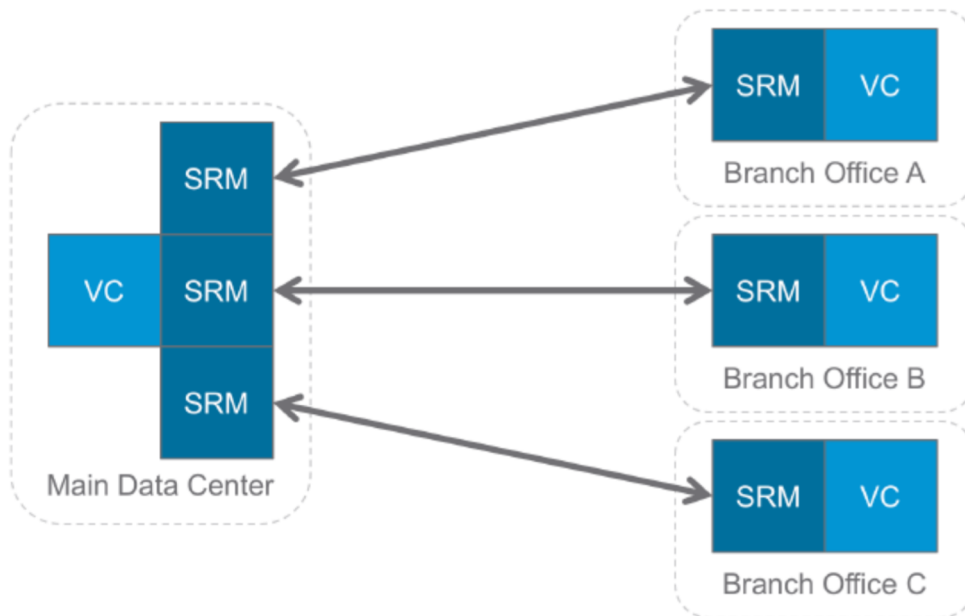 SRM
VC SRM
SRM
Main Data Center
SRM VC
Branch Office A
SRM VC
Branch Office B
SRM VC
Branch Office C